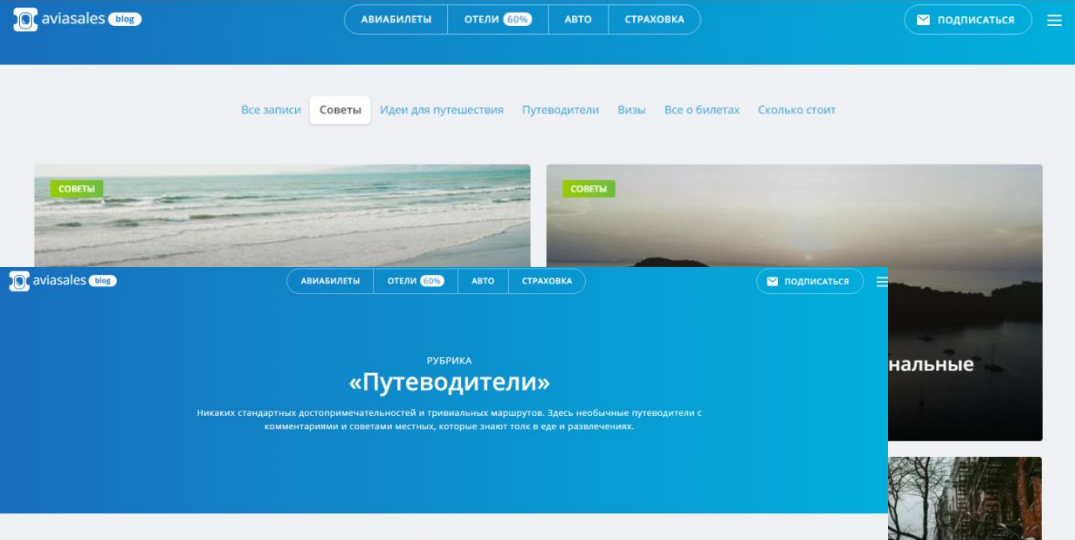 aviasales blog
АВИАБИЛЕТЫ ОТЕЛИ 60% АВТО СТРАХОВКА
ПОДПИСАТЬСЯ
Все записи Советы Идеи для путешествия Путеводители Визы Все о билетах Сколько стоит
СОВЕТЫ
СОВЕТЫ
нальные
aviasales blog
АВИАБИЛЕТЫ ОТЕЛИ 60% АВТО СТРАХОВКА
ПОДПИСАТЬСЯ
РУБРИКА
«Путеводители»
Никаких стандартных достопримечательностей и тривиальных маршрутов. Здесь необычные путеводители с
комментариями и советами местных, которые знают толк в еде и развлечениях.